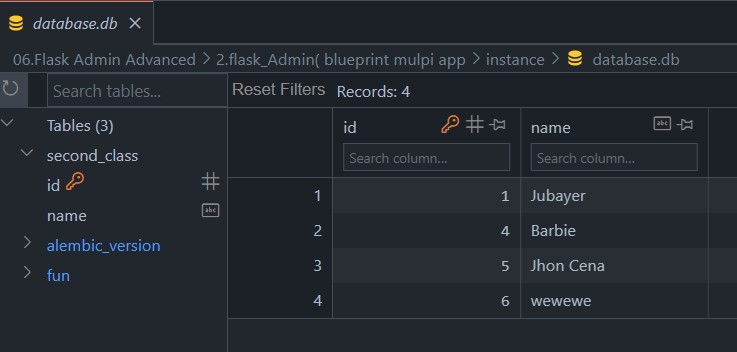 database.db
06.Flask Admin Advanced > 2.flask_Admin( blueprint mulpi app > instance > database.db
Search tables...
Reset Filters Records: 4
Tables (3)
second_class
id
name
alembic_version
fun
id name
abc
Search column... Search column...
1 1 Jubayer
2 4 Barbie
3 5 Jhon Cena
4 6 wewewe